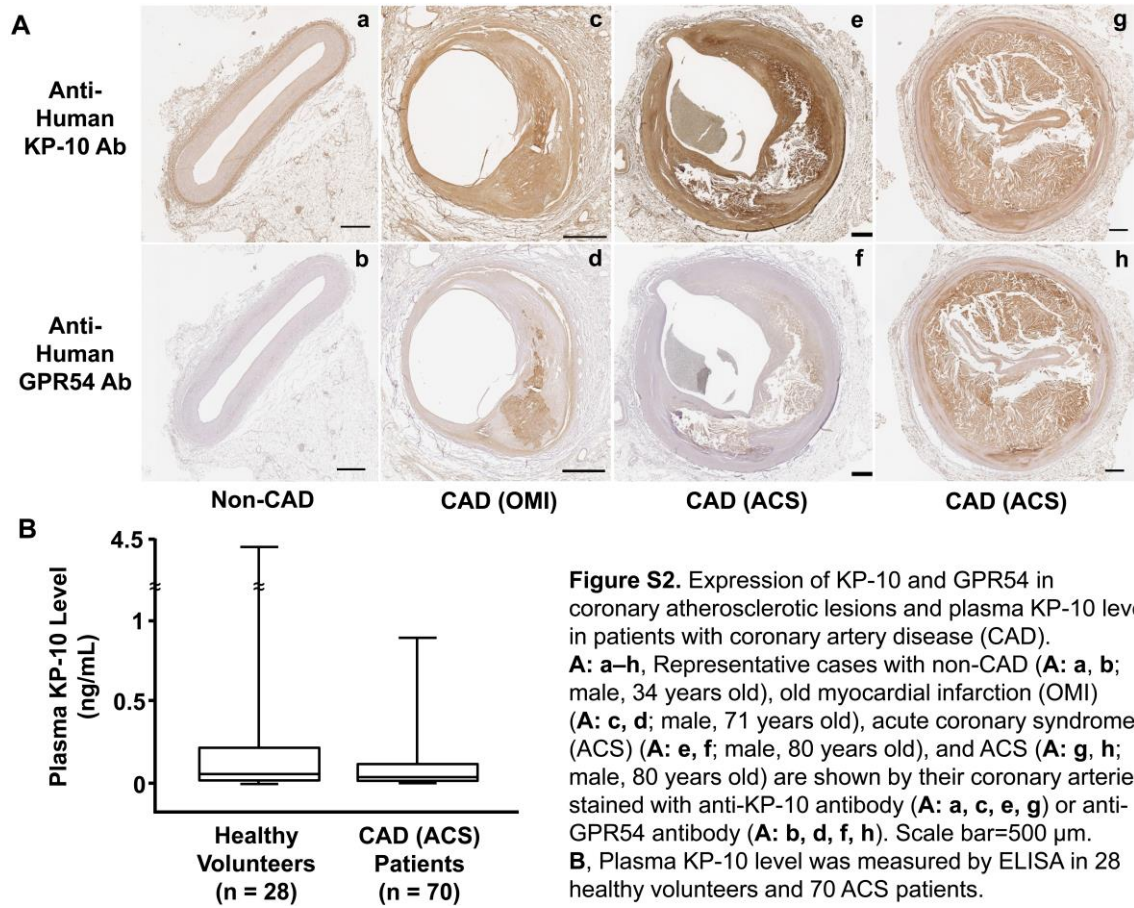 A
a
c
e
g
Anti-
Human
KP-10 Ab
b
d
f
h
Anti-
Human
GPR54 Ab
Non-CAD
CAD (OMI)
CAD (ACS)
CAD (ACS)
B
Plasma KP-10 Level
(ng/mL)
4.5
1
0.5
0
Healthy
Volunteers
(n = 28)
CAD (ACS)
Patients
(n = 70)
Figure S2. Expression of KP-10 and GPR54 in
coronary atherosclerotic lesions and plasma KP-10 leve
in patients with coronary artery disease (CAD).
A: a–h, Representative cases with non-CAD (A: a, b;
male, 34 years old), old myocardial infarction (OMI)
(A: c, d; male, 71 years old), acute coronary syndrome
(ACS) (A: e, f; male, 80 years old), and ACS (A: g, h;
male, 80 years old) are shown by their coronary arterie
stained with anti-KP-10 antibody (A: a, c, e, g) or anti-
GPR54 antibody (A: b, d, f, h). Scale bar=500 µm.
B, Plasma KP-10 level was measured by ELISA in 28
healthy volunteers and 70 ACS patients.